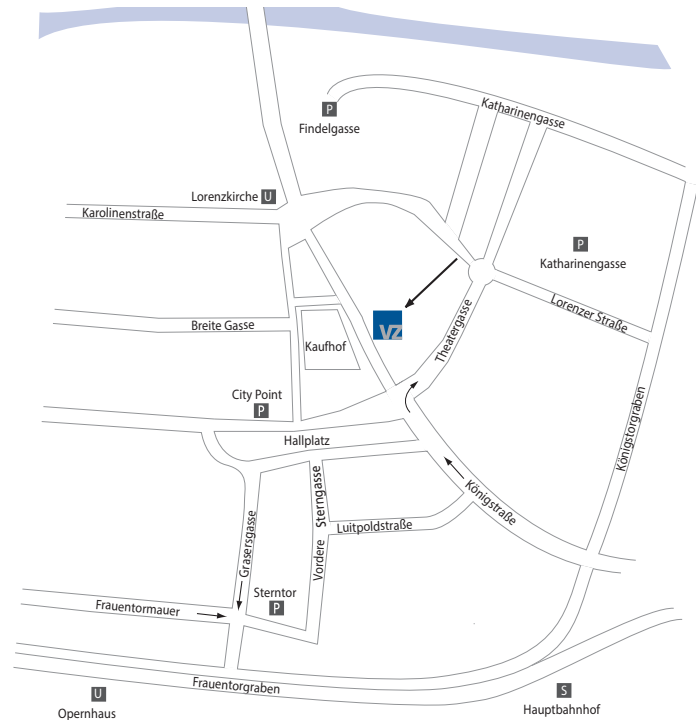 P
Findelgasse
Katharinengasse
Lorenzkirche U
Karolinenstraße
P
Katharinengasse
Lorenzer Straße
VZ
Breite Gasse
Kaufhof
Theatergasse
City Point
P
Hallplatz
Königstorgraben
Königstraße
Vordere Sterngasse
Luitpoldstraße
Grasersgasse
Sterntor
P
Frauentormauer
Frauentorgraben
U
Opernhaus
S
Hauptbahnhof